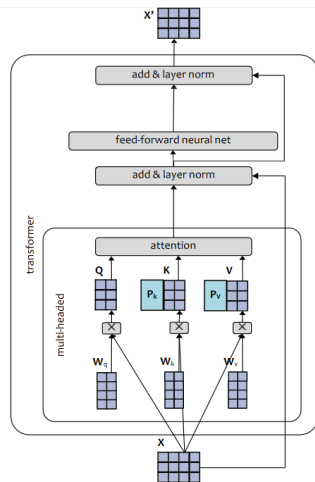 X'
add & layer norm
feed-forward neural net
add & layer norm
transformer
multi-headed
attention
Q K V
Pk Pv
× × ×
Wq Wk Wv
X